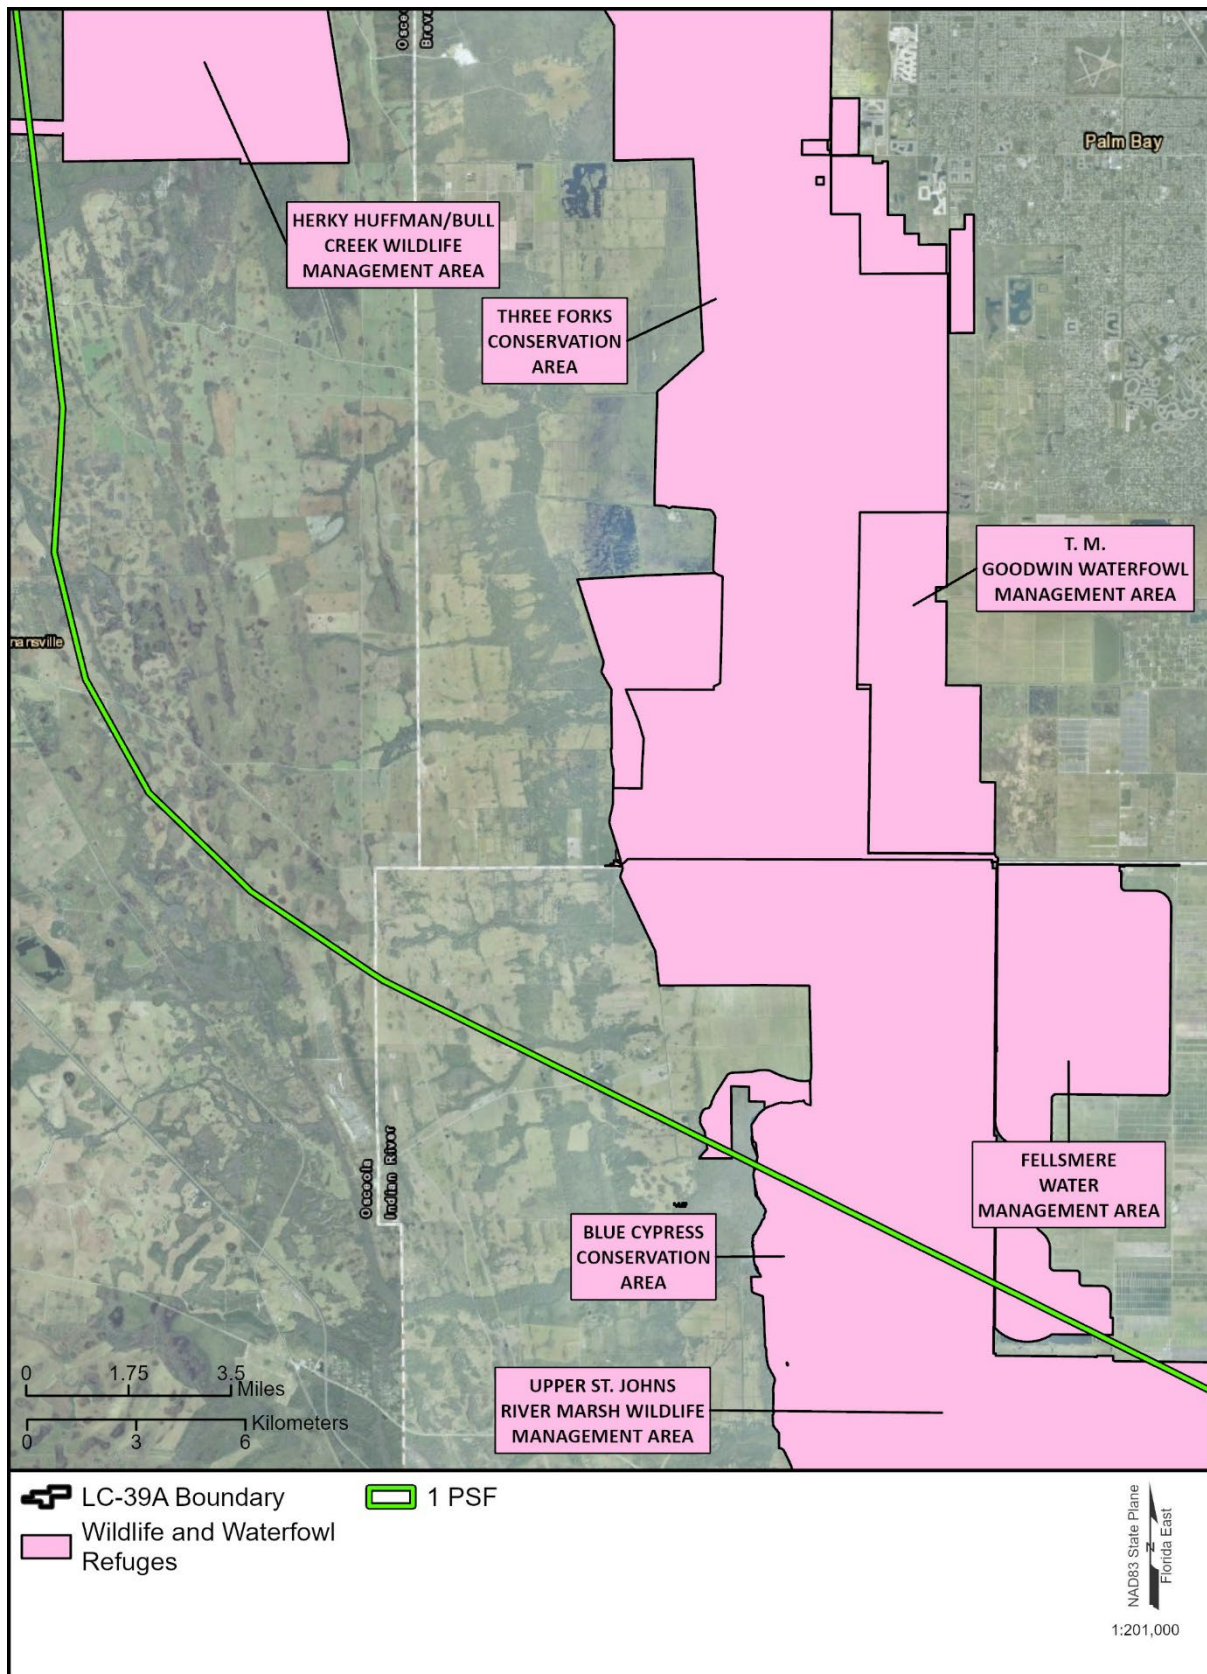 Osceo
Breva
Palm Bay
HERKY HUFFMAN/BULL
CREEK WILDLIFE
MANAGEMENT AREA
THREE FORKS
CONSERVATION
AREA
T. M.
GOODWIN WATERFOWL
MANAGEMENT AREA
nansville
Osceola
Indian River
FELLSMERE
WATER
MANAGEMENT AREA
BLUE CYPRESS
CONSERVATION
AREA
UPPER ST. JOHNS
RIVER MARSH WILDLIFE
MANAGEMENT AREA
0 1.75 3.5
Miles
Kilometers
0 3 6
LC-39A Boundary
1 PSF
Wildlife and Waterfowl
Refuges
NAD83 State Plane
Florida East
N
1:201,000